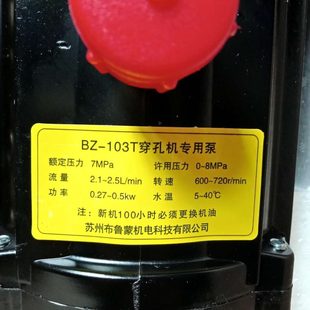 BZ-103T穿孔机专用泵
额定压力 7MPa 许用压力 0~8MPa
流量 2.1~2.5L/min 转速 600~720r/min
功率 0.27~0.5kw 水温 5~40℃
注：新机100小时必须更换机油
苏州布鲁蒙机电科技有限公司